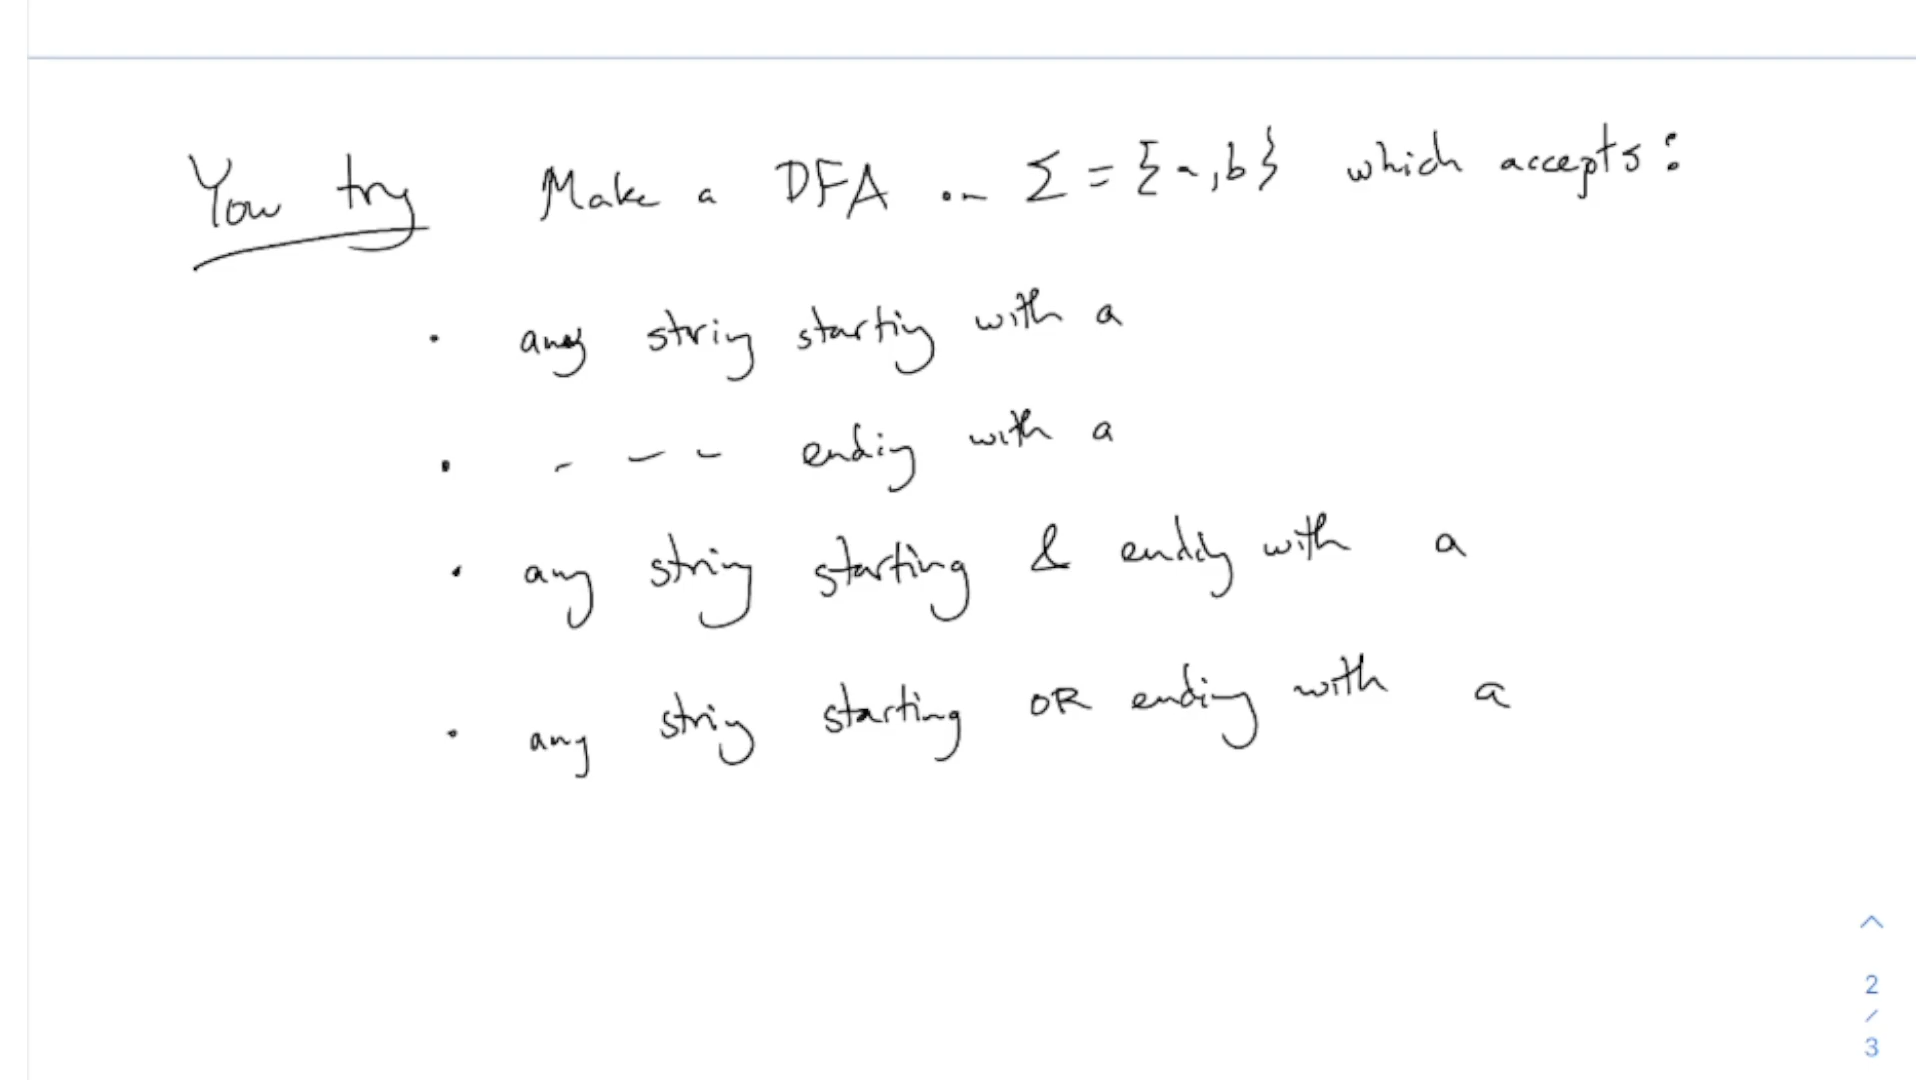 You try Make a DFA on Σ = {a,b} which accepts:
• any string starting with a
• - - - ending with a
• any string starting & ending with a
• any string starting OR ending with a
2
/
3